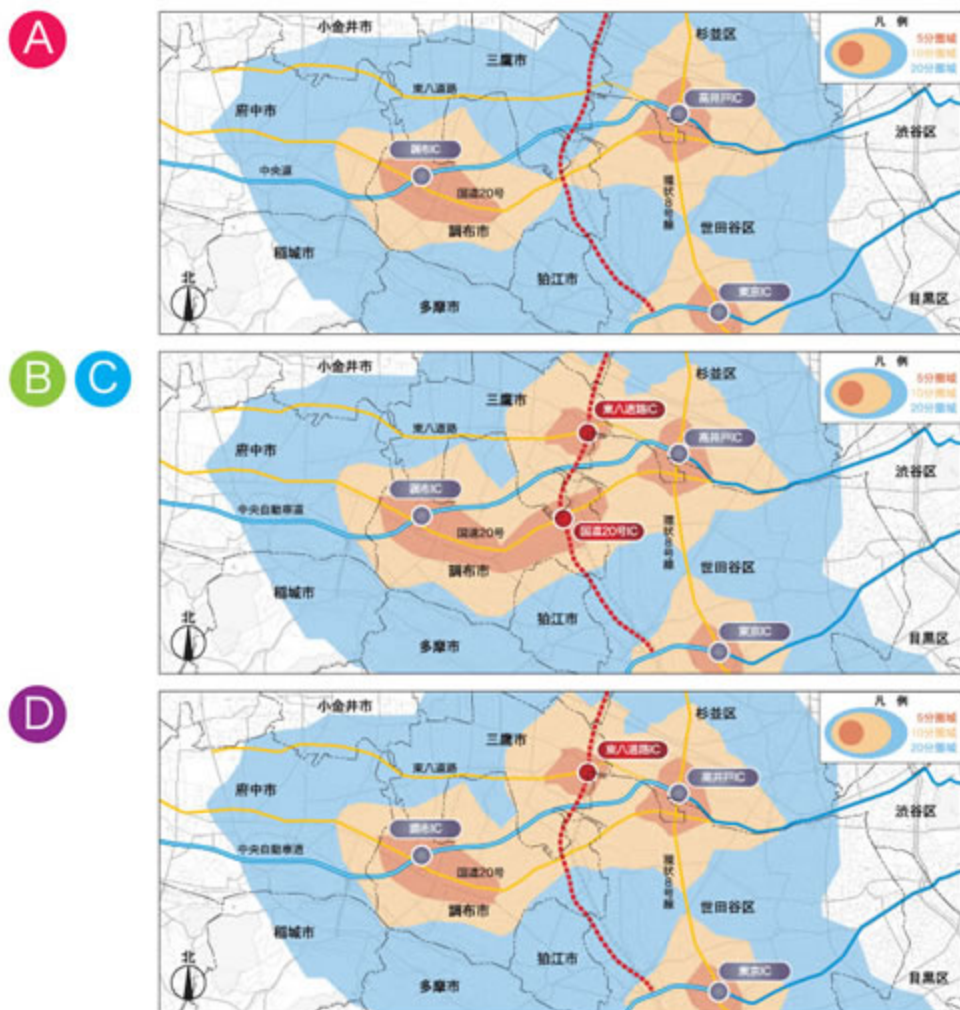 A
小金井市
三鷹市
杉並区
凡例
5分圏域
10分圏域
20分圏域
東八道路
高井戸IC
府中市
渋谷区
調布IC
中央道
国道20号
環状8号線
調布市
世田谷区
稲城市
狛江市
北
多摩市
東京IC
目黒区
B
C
小金井市
三鷹市
杉並区
凡例
5分圏域
10分圏域
20分圏域
東八道路IC
東八道路
高井戸IC
府中市
渋谷区
調布IC
中央自動車道
国道20号
国道20号IC
環状8号線
調布市
世田谷区
稲城市
狛江市
北
多摩市
東京IC
目黒区
D
小金井市
三鷹市
杉並区
凡例
5分圏域
10分圏域
20分圏域
東八道路IC
東八道路
高井戸IC
府中市
渋谷区
調布IC
中央自動車道
国道20号
環状8号線
調布市
世田谷区
稲城市
狛江市
北
多摩市
東京IC
目黒区